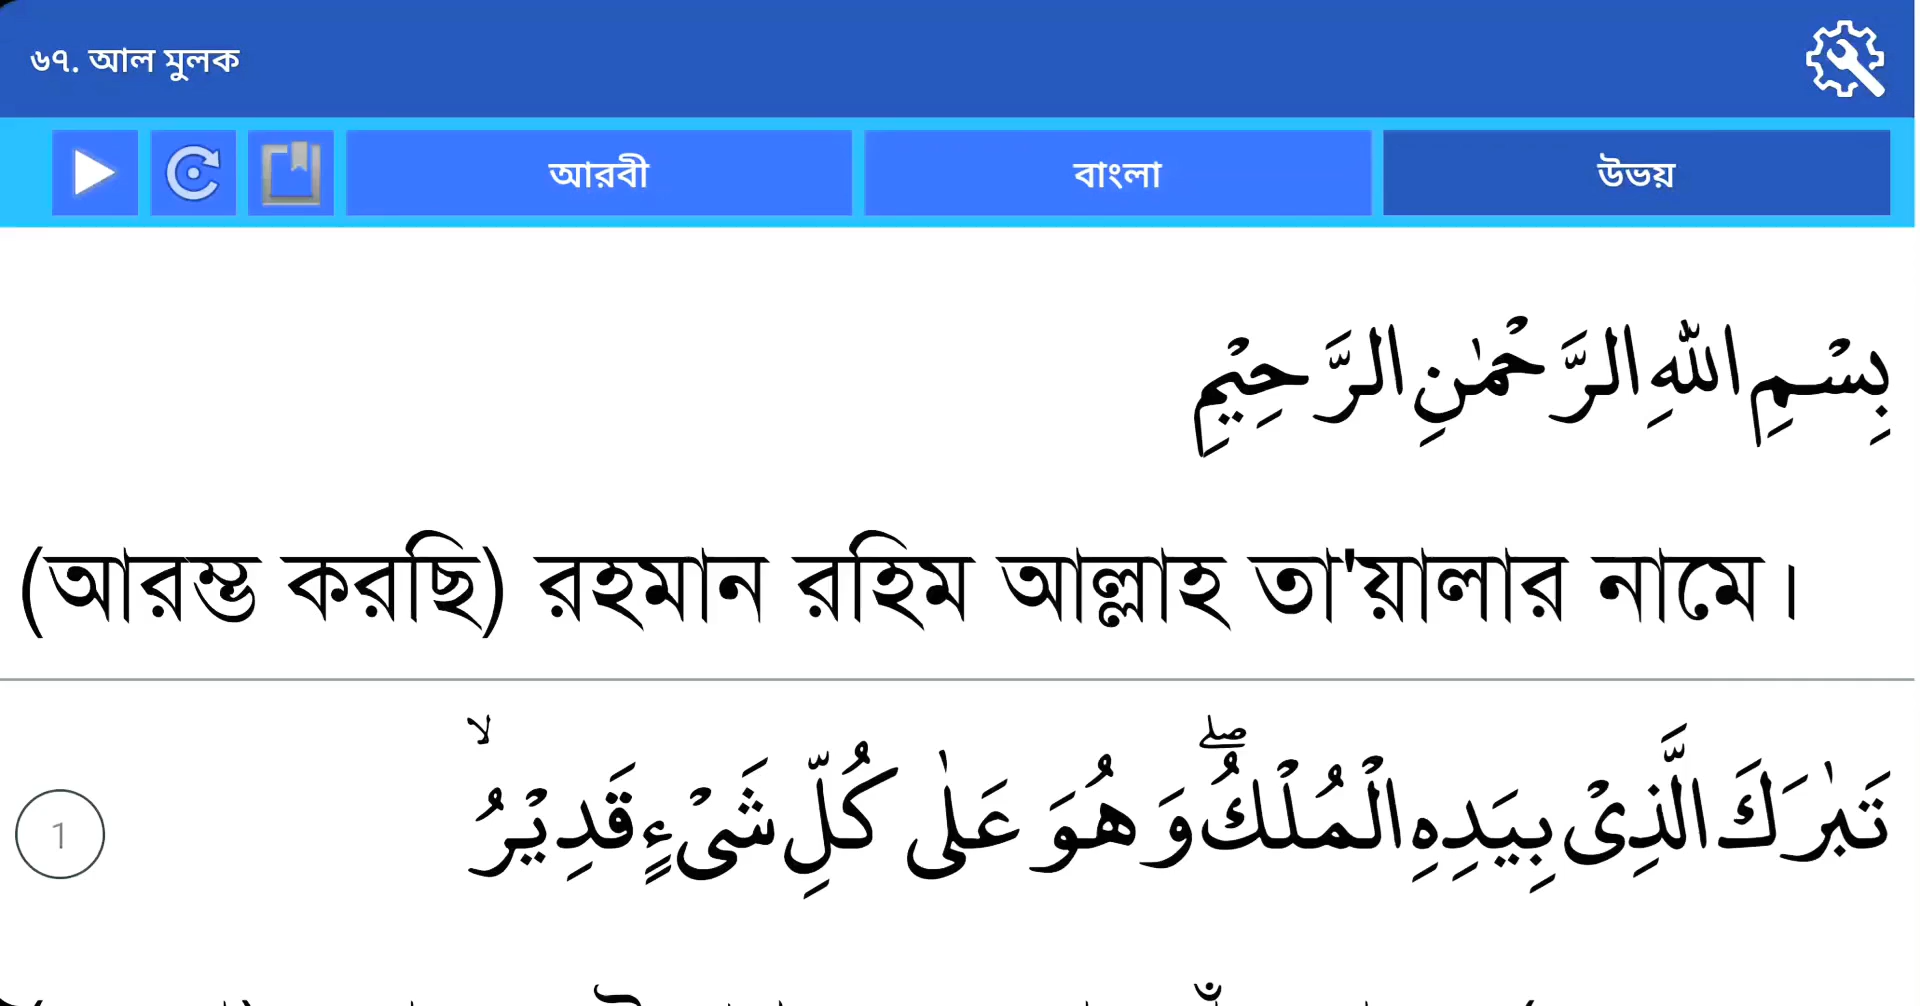 ৬৭. আল মুলক
আরবী
বাংলা
উভয়
بِسْمِ اللّٰهِ الرَّحْمٰنِ الرَّحِيْمِ
(আরম্ভ করছি) রহমান রহিম আল্লাহ তা'য়ালার নামে।
تَبٰرَكَ الَّذِىْ بِيَدِهِ الْمُلْكُ ۖ وَ هُوَ عَلٰى كُلِّ شَىْءٍ قَدِيْرُ ۙ
1